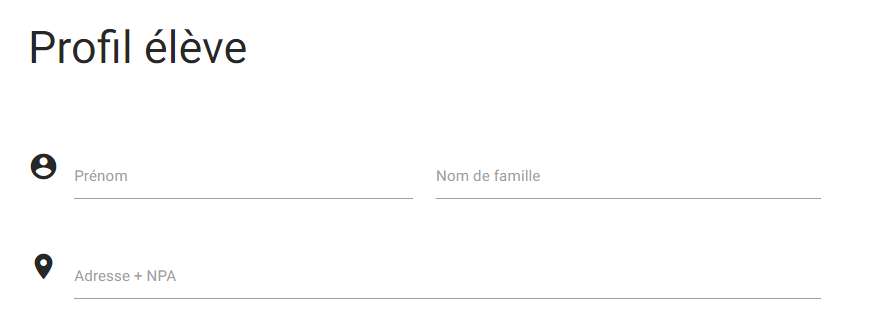 Profil élève
Prénom Nom de famille
Adresse + NPA